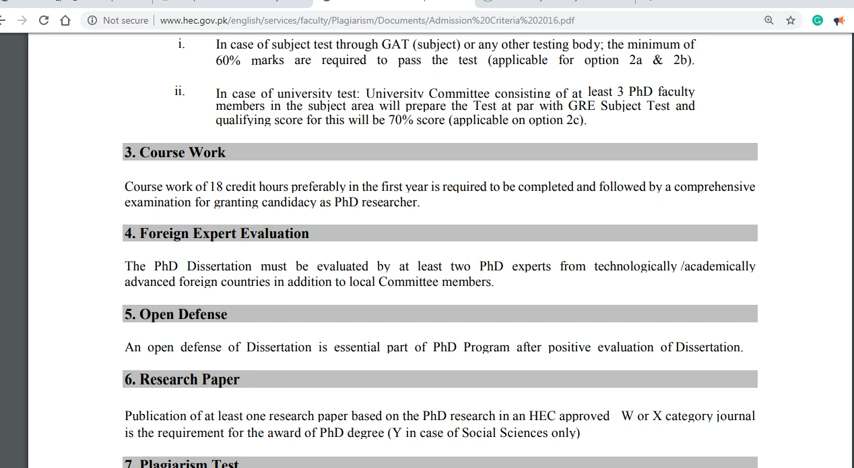 Not secure | www.hec.gov.pk/english/services/faculty/Plagiarism/Documents/Admission%20Criteria%202016.pdf
i. In case of subject test through GAT (subject) or any other testing body; the minimum of
60% marks are required to pass the test (applicable for option 2a & 2b).
ii. In case of university test: University Committee consisting of at least 3 PhD faculty
members in the subject area will prepare the Test at par with GRE Subject Test and
qualifying score for this will be 70% score (applicable on option 2c).
3. Course Work
Course work of 18 credit hours preferably in the first year is required to be completed and followed by a comprehensive
examination for granting candidacy as PhD researcher.
4. Foreign Expert Evaluation
The PhD Dissertation must be evaluated by at least two PhD experts from technologically /academically
advanced foreign countries in addition to local Committee members.
5. Open Defense
An open defense of Dissertation is essential part of PhD Program after positive evaluation of Dissertation.
6. Research Paper
Publication of at least one research paper based on the PhD research in an HEC approved W or X category journal
is the requirement for the award of PhD degree (Y in case of Social Sciences only)
7. Plagiarism Test